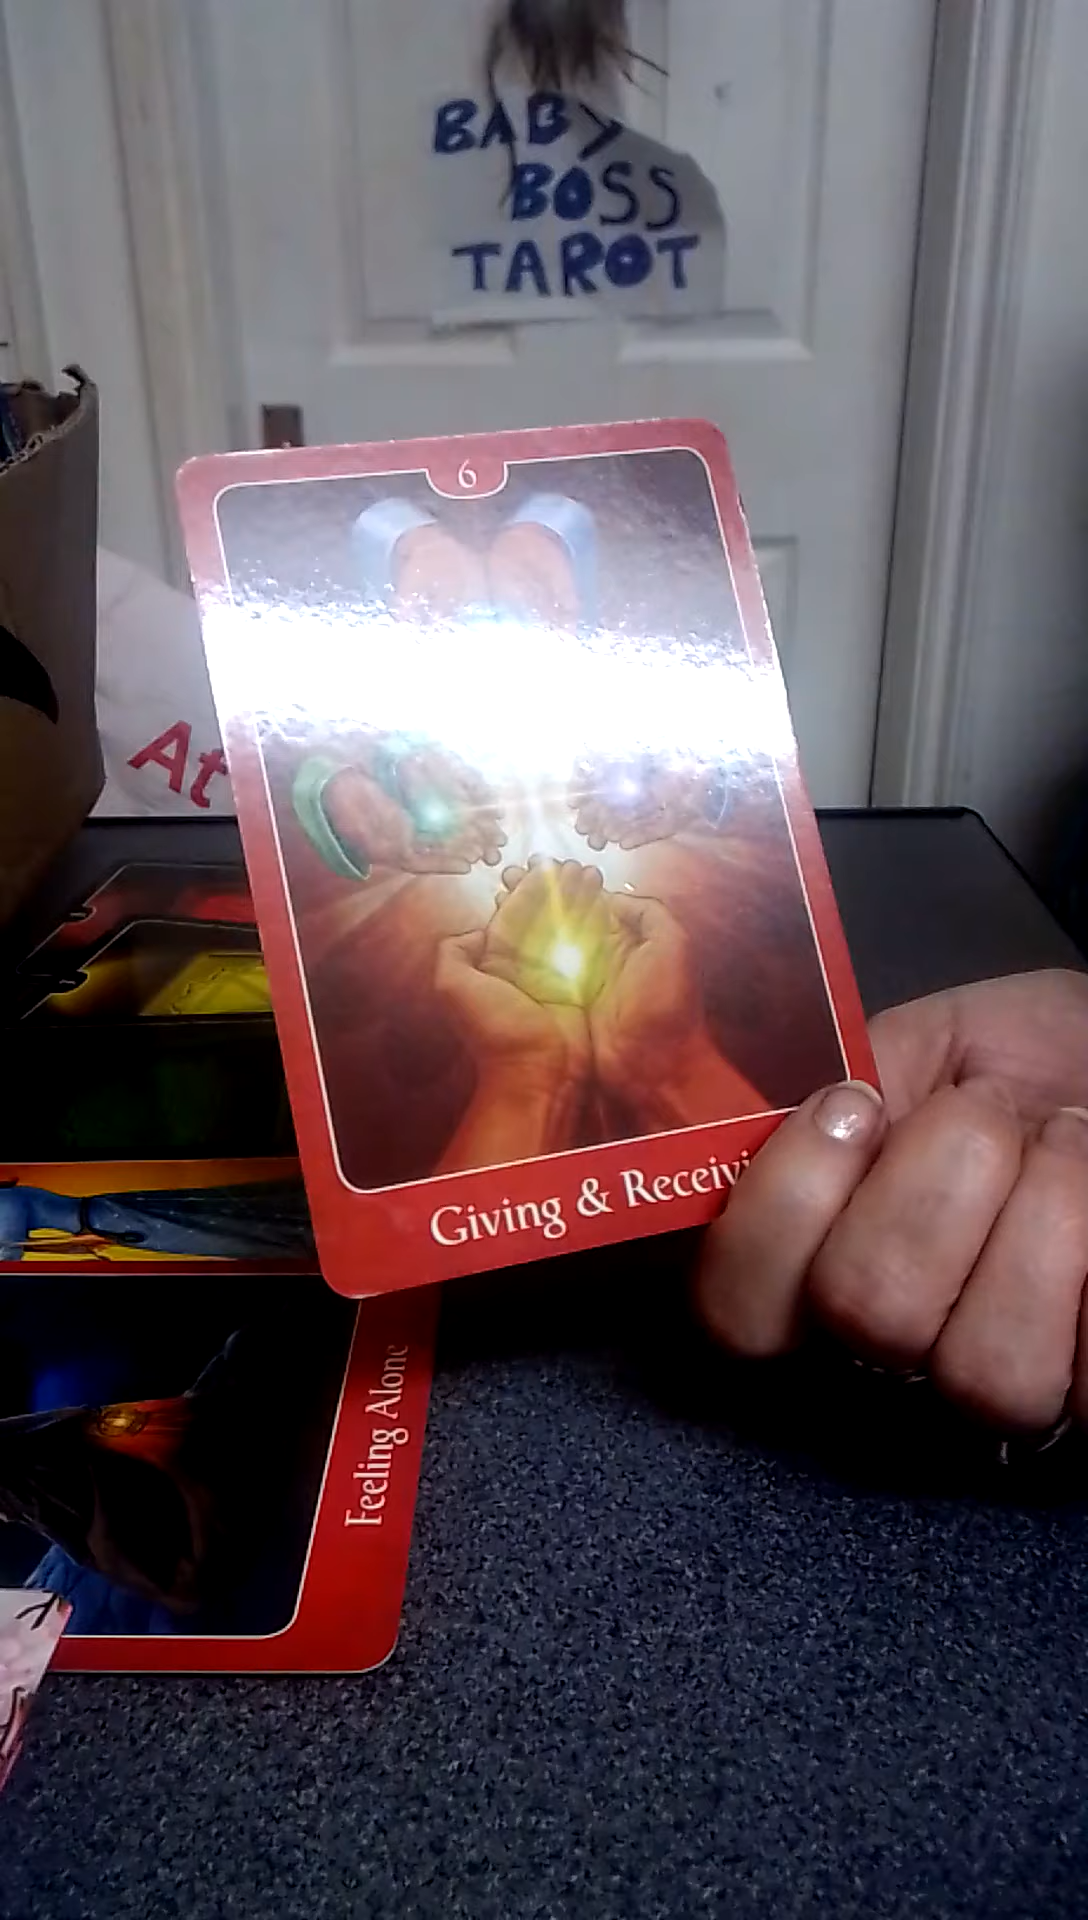 BABY
BOSS
TAROT
6
At
Giving & Receivi
Feeling Alone